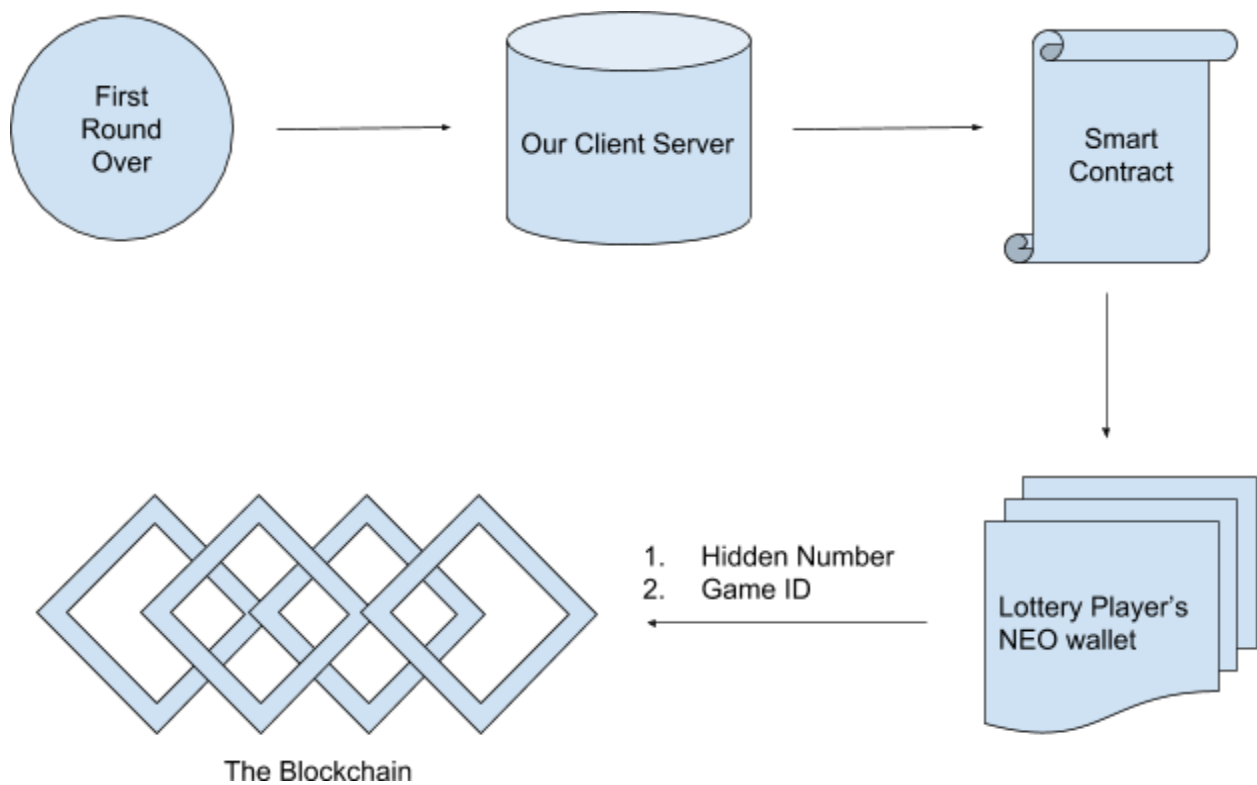 First
Round
Over
Our Client Server
Smart
Contract
1. Hidden Number
2. Game ID
Lottery Player’s
NEO wallet
The Blockchain